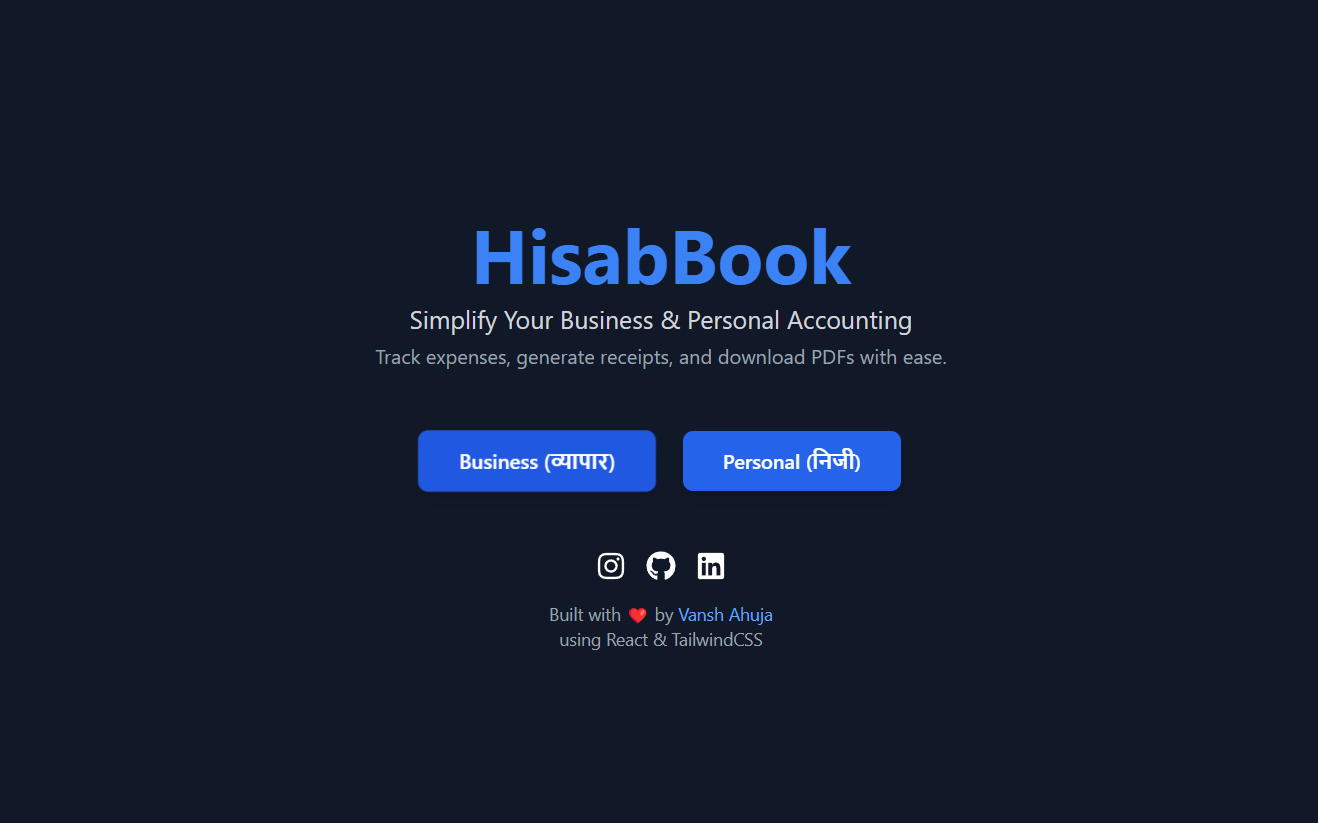 HisabBook
Simplify Your Business & Personal Accounting
Track expenses, generate receipts, and download PDFs with ease.
Business (व्यापार)
Personal (निजी)
Built with ❤️ by Vansh Ahuja
using React & TailwindCSS